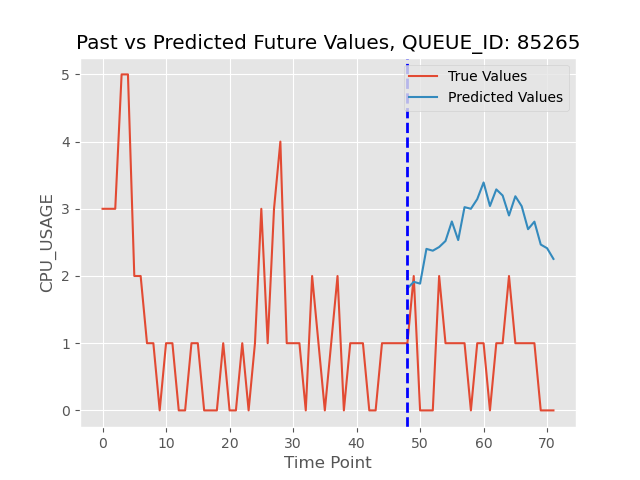 Past vs Predicted Future Values, QUEUE_ID: 85265
True Values
Predicted Values
5
4
3
2
1
0
CPU_USAGE
0 10 20 30 40 50 60 70
Time Point